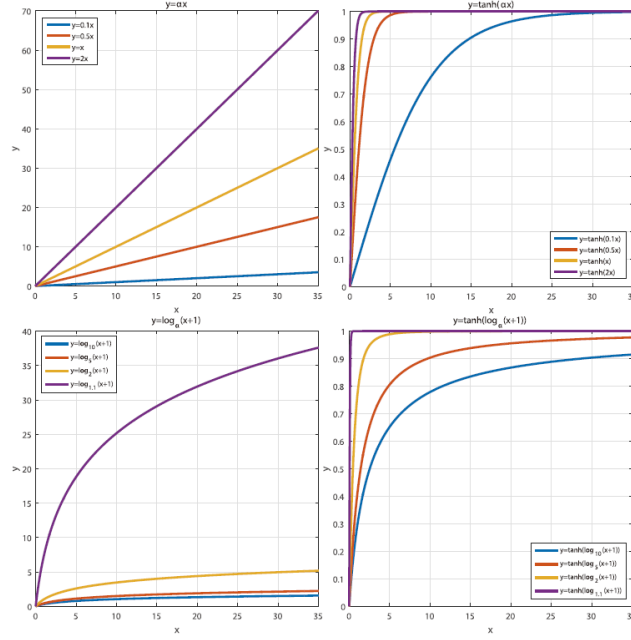 y=αx
70
60
50
40
30
20
10
0
y
0 5 10 15 20 25 30 35
x
y=0.1x
y=0.5x
y=x
y=2x
y=tanh(αx)
1
0.9
0.8
0.7
0.6
0.5
0.4
0.3
0.2
0.1
0
y
0 5 10 15 20 25 30 35
x
y=tanh(0.1x)
y=tanh(0.5x)
y=tanh(x)
y=tanh(2x)
y=log_α(x+1)
40
35
30
25
20
15
10
5
0
y
0 5 10 15 20 25 30 35
x
y=log_10(x+1)
y=log_5(x+1)
y=log_2(x+1)
y=log_1.1(x+1)
y=tanh(log_α(x+1))
1
0.9
0.8
0.7
0.6
0.5
0.4
0.3
0.2
0.1
0
y
0 5 10 15 20 25 30 35
x
y=tanh(log_10(x+1))
y=tanh(log_5(x+1))
y=tanh(log_2(x+1))
y=tanh(log_1.1(x+1))